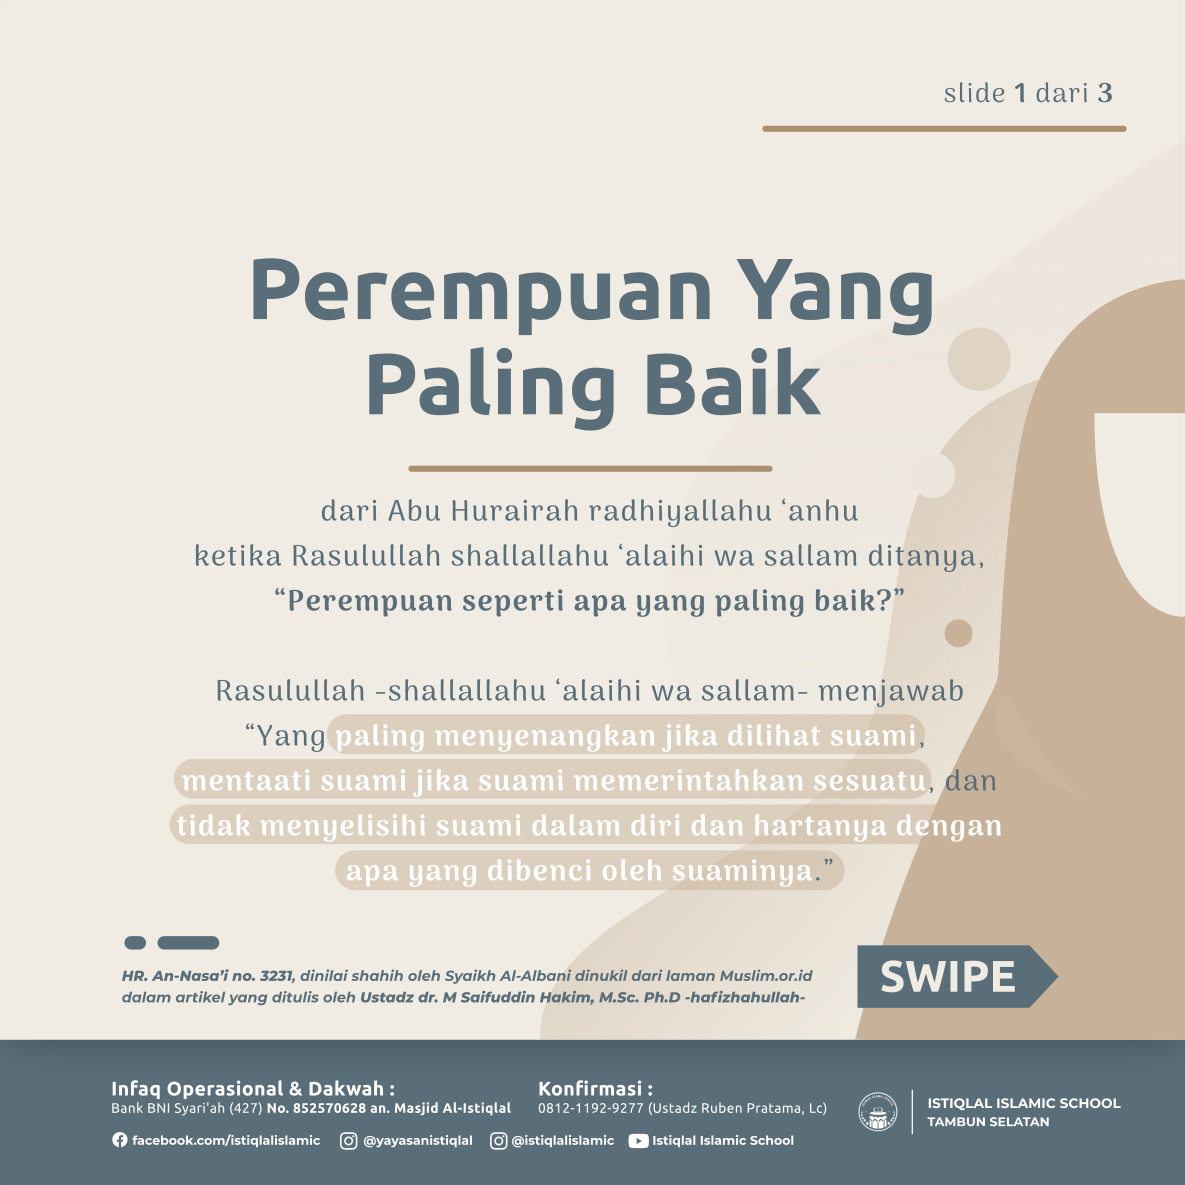 slide 1 dari 3
Perempuan Yang
Paling Baik
dari Abu Hurairah radhiyallahu ‘anhu
ketika Rasulullah shallallahu ‘alaihi wa sallam ditanya,
“Perempuan seperti apa yang paling baik?”
Rasulullah -shallallahu ‘alaihi wa sallam- menjawab
“Yang paling menyenangkan jika dilihat suami,
mentaati suami jika suami memerintahkan sesuatu, dan
tidak menyelisihi suami dalam diri dan hartanya dengan
apa yang dibenci oleh suaminya.”
HR. An-Nasa’i no. 3231, dinilai shahih oleh Syaikh Al-Albani dinukil dari laman Muslim.or.id
dalam artikel yang ditulis oleh Ustadz dr. M Saifuddin Hakim, M.Sc. Ph.D -hafizhahullah-
SWIPE
Infaq Operasional & Dakwah :
Bank BNI Syari'ah (427) No. 852570628 an. Masjid Al-Istiqlal
Konfirmasi :
0812-1192-9277 (Ustadz Ruben Pratama, Lc)
facebook.com/istiqlalislamic @yayasanistiqlal @istiqlalislamic Istiqlal Islamic School
ISTIQLAL ISLAMIC SCHOOL
TAMBUN SELATAN